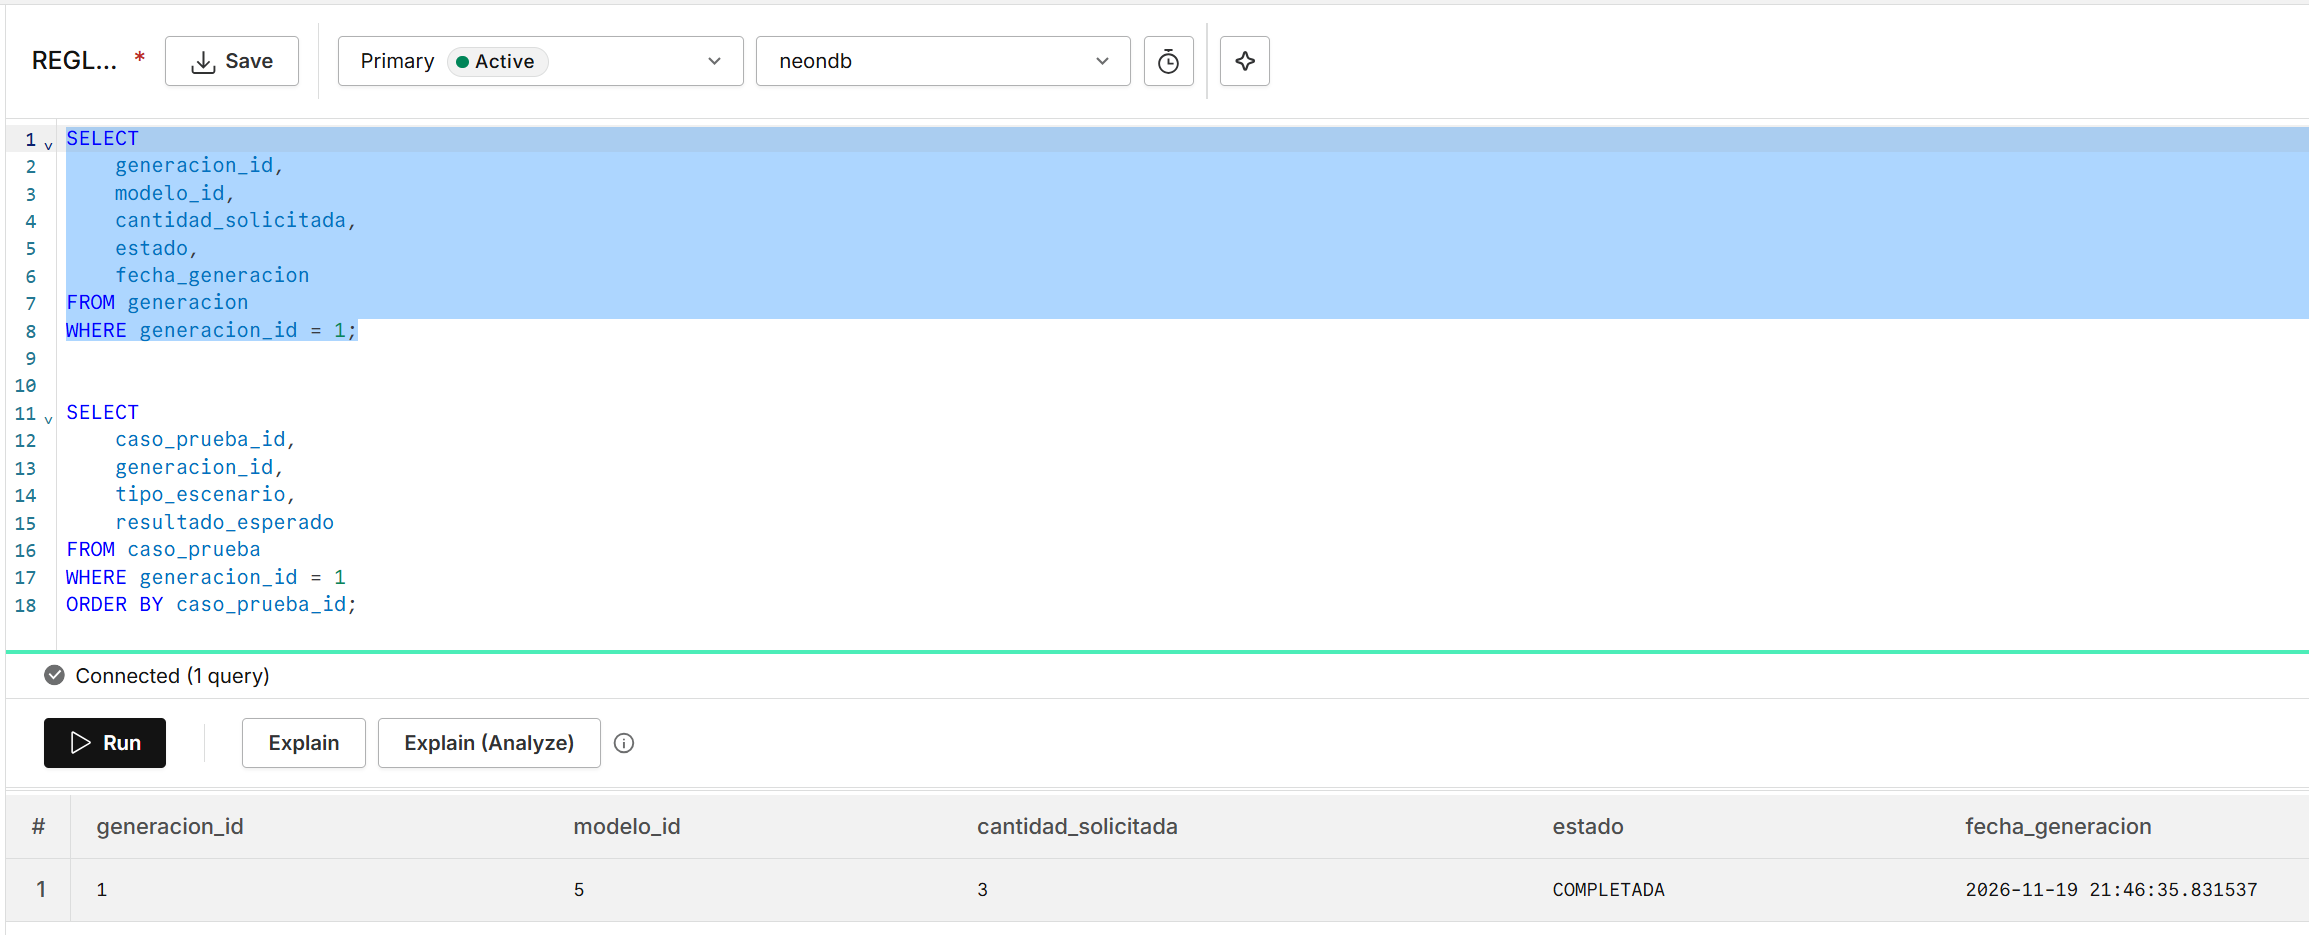 REGL... * Save Primary Active neondb
1 SELECT
2 generacion_id,
3 modelo_id,
4 cantidad_solicitada,
5 estado,
6 fecha_generacion
7 FROM generacion
8 WHERE generacion_id = 1;
9
10
11 SELECT
12 caso_prueba_id,
13 generacion_id,
14 tipo_escenario,
15 resultado_esperado
16 FROM caso_prueba
17 WHERE generacion_id = 1
18 ORDER BY caso_prueba_id;
Connected (1 query)
Run Explain Explain (Analyze)
# generacion_id modelo_id cantidad_solicitada estado fecha_generacion
1 1 5 3 COMPLETADA 2026-11-19 21:46:35.831537